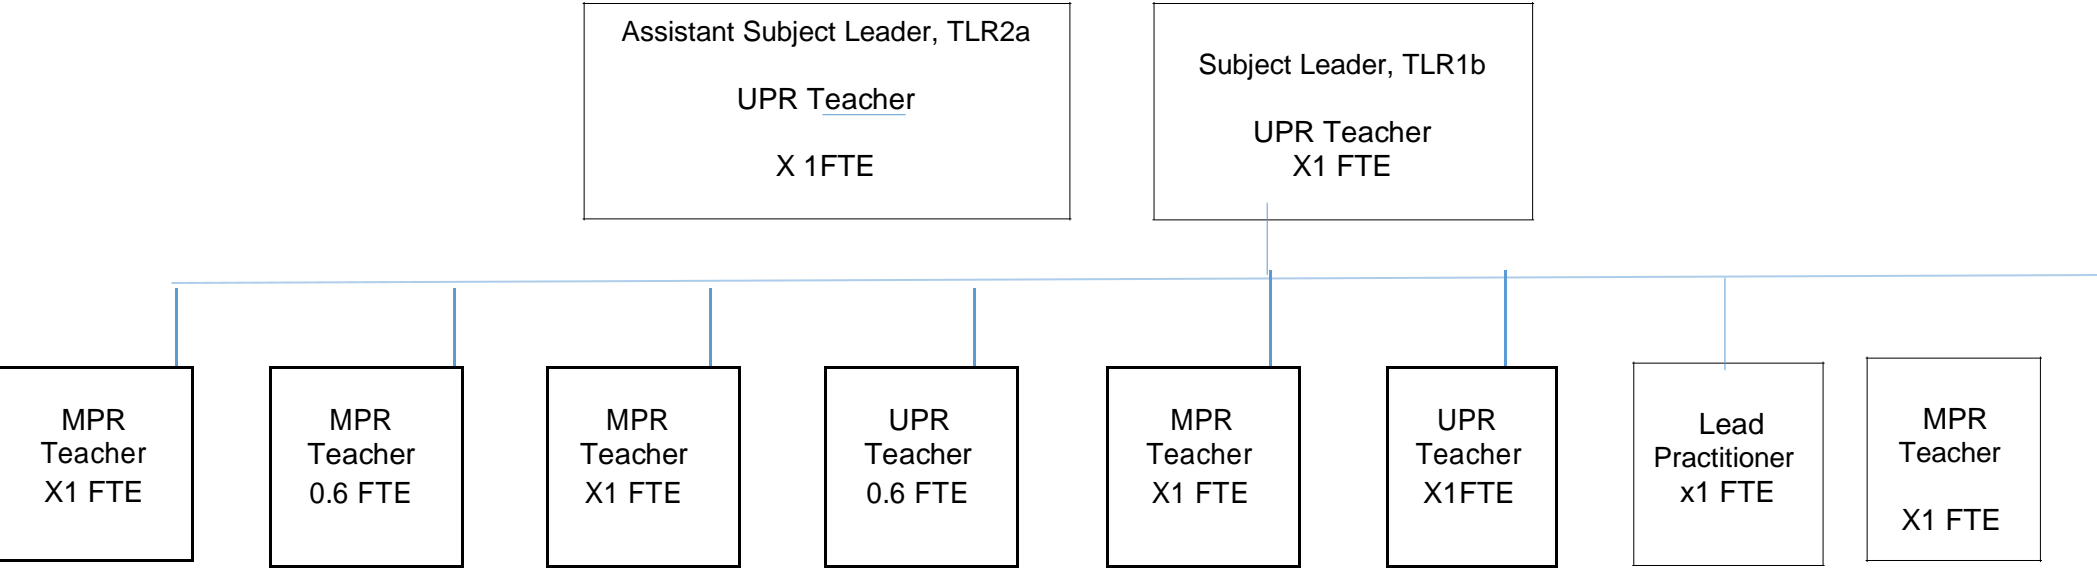 Assistant Subject Leader, TLR2a
UPR Teacher
X 1FTE
Subject Leader, TLR1b
UPR Teacher
X1 FTE
MPR
Teacher
X1 FTE
MPR
Teacher
0.6 FTE
MPR
Teacher
X1 FTE
UPR
Teacher
0.6 FTE
MPR
Teacher
X1 FTE
UPR
Teacher
X1FTE
Lead
Practitioner
x1 FTE
MPR
Teacher
X1 FTE